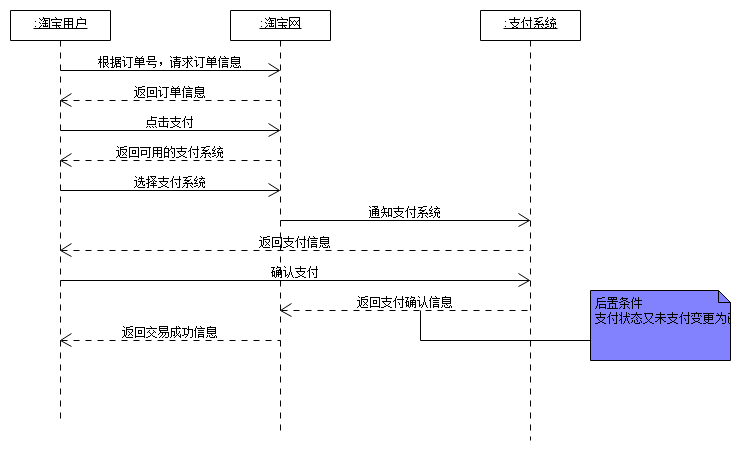 :淘宝用户
:淘宝网
:支付系统
根据订单号，请求订单信息
返回订单信息
点击支付
返回可用的支付系统
选择支付系统
通知支付系统
返回支付信息
确认支付
返回支付确认信息
后置条件
支付状态又未支付变更为
返回交易成功信息